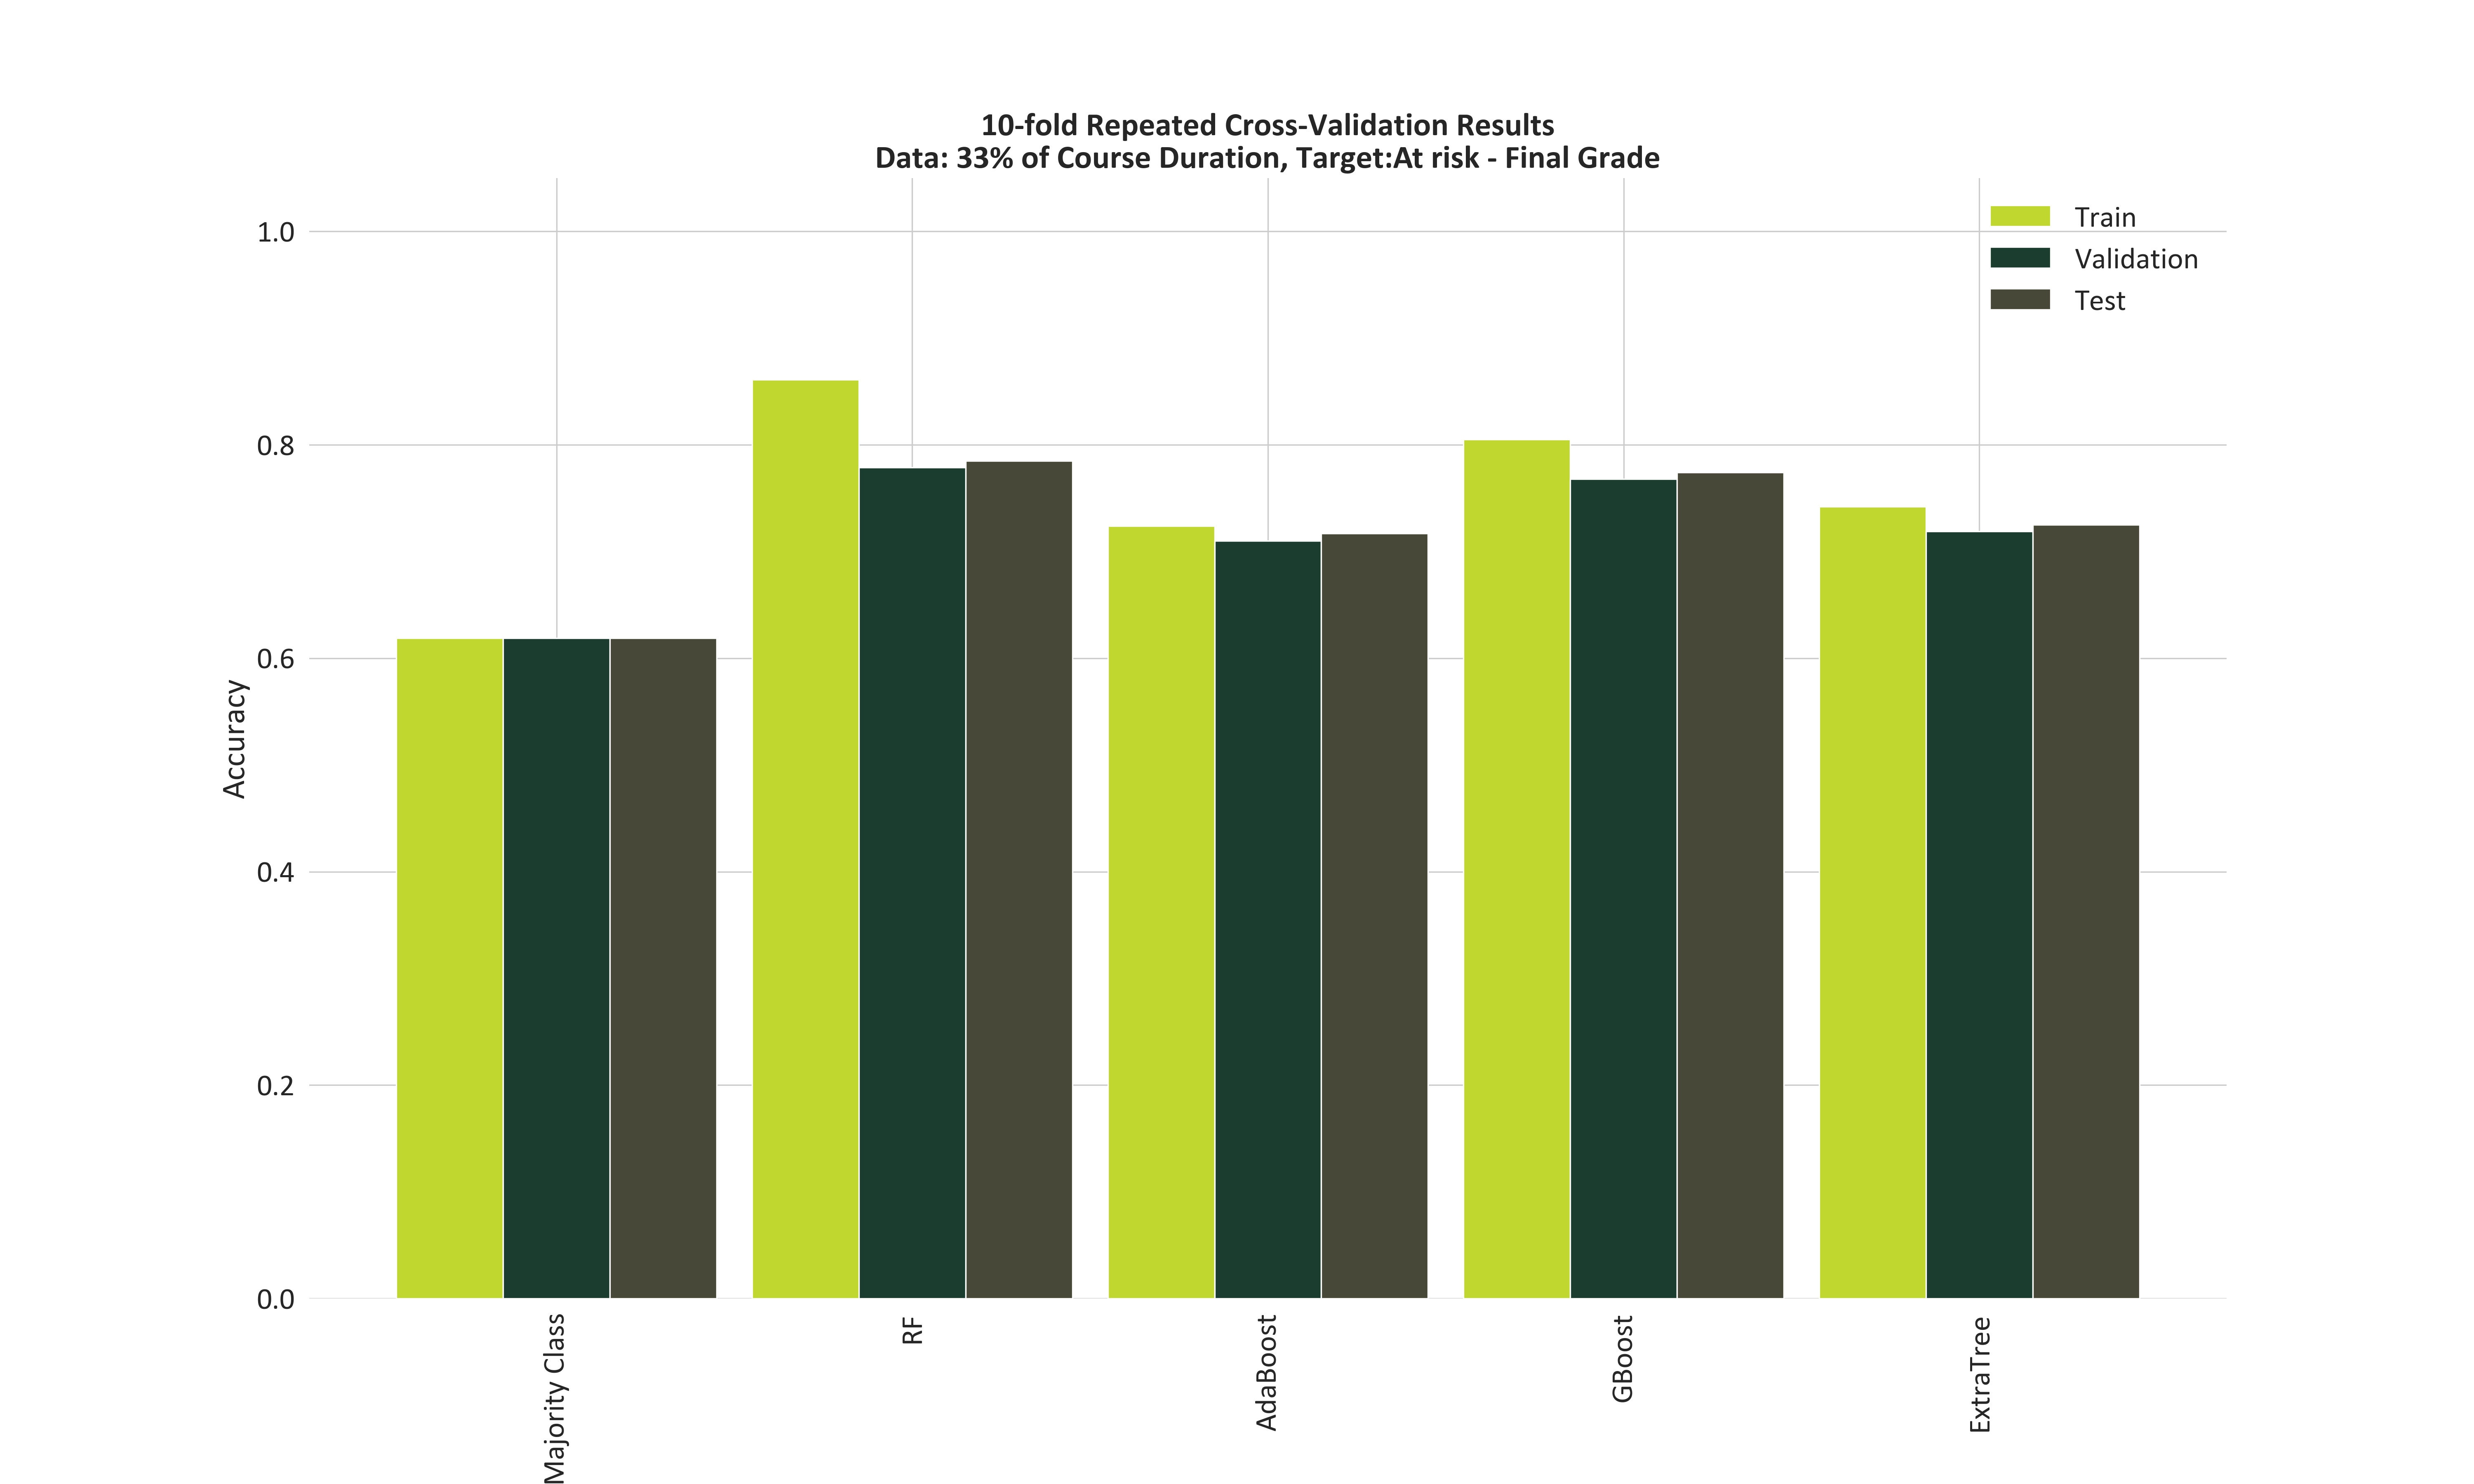 10-fold Repeated Cross-Validation Results
Data: 33% of Course Duration, Target:At risk - Final Grade
Train
Validation
Test
1.0
0.8
0.6
0.4
0.2
0.0
Accuracy
Majority Class
RF
AdaBoost
GBoost
ExtraTree